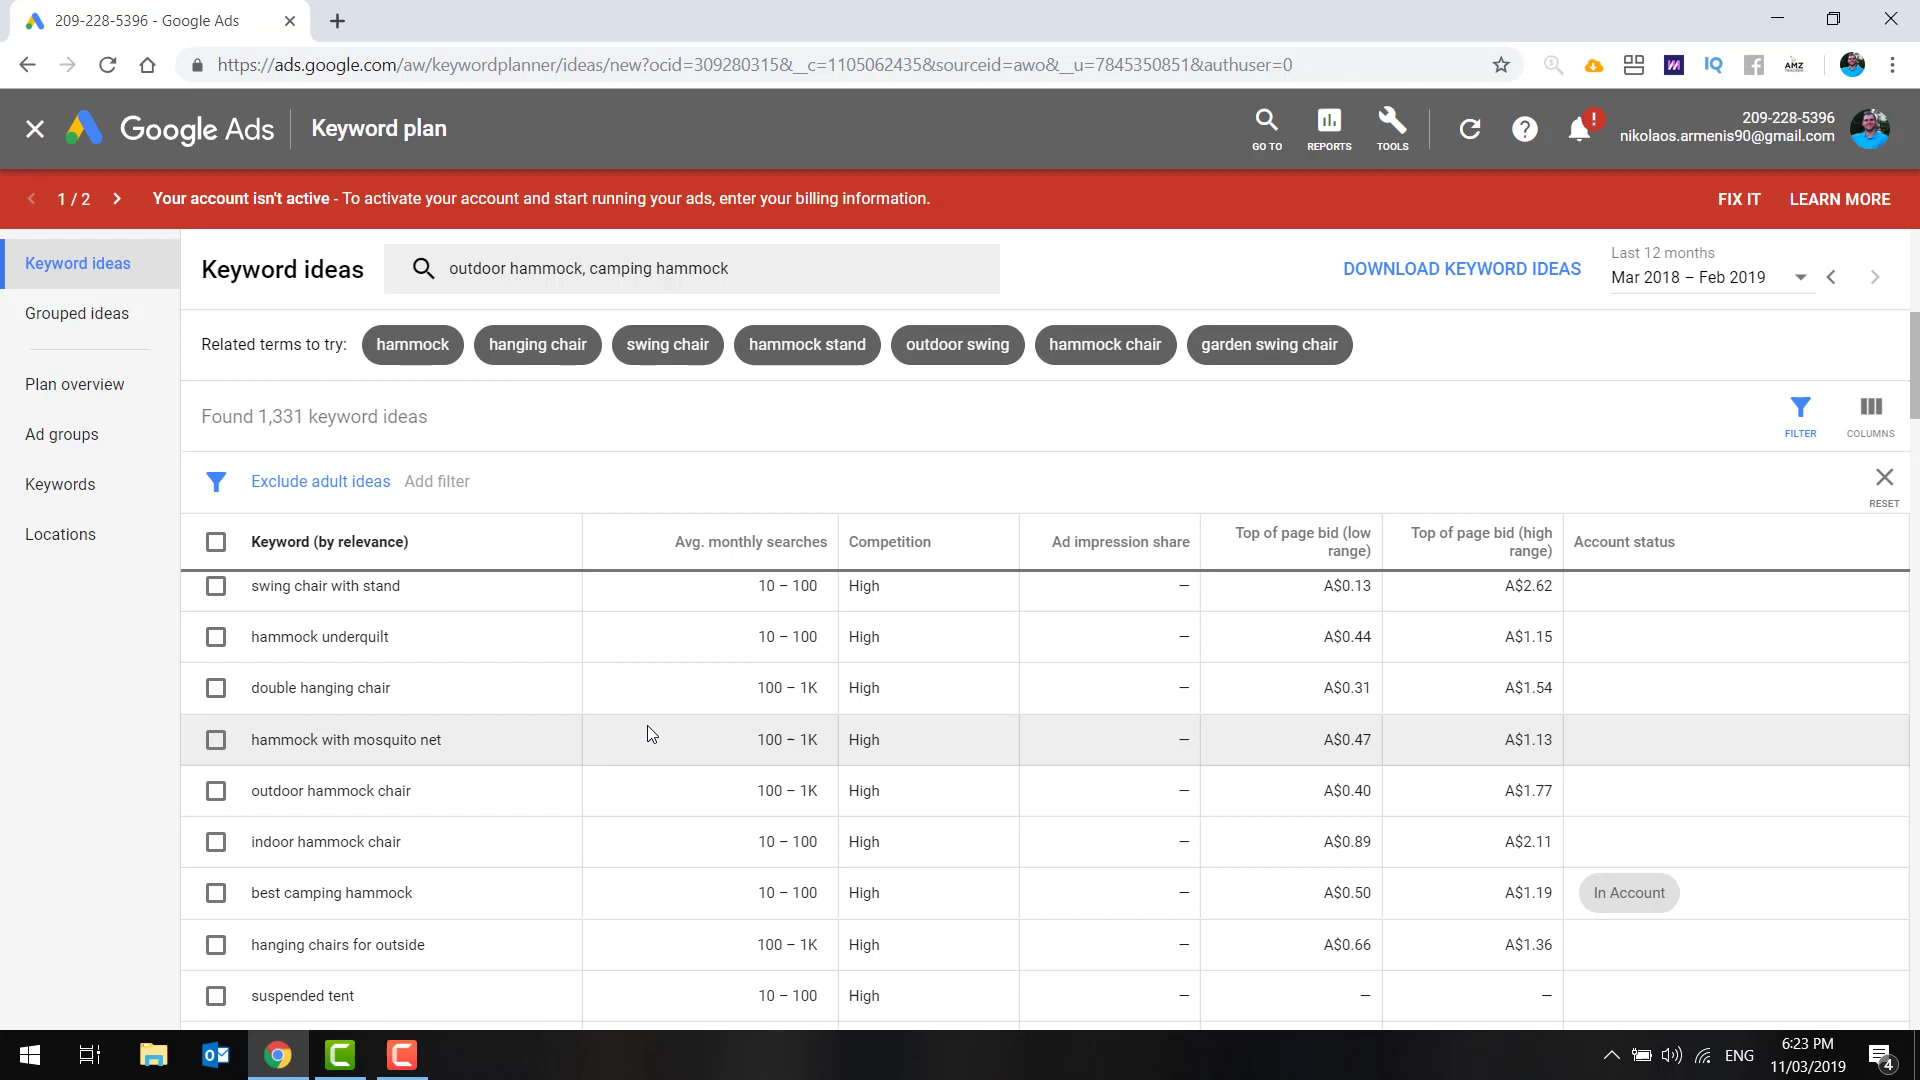 209-228-5396 - Google Ads
https://ads.google.com/aw/keywordplanner/ideas/new?ocid=309280315&__c=1105062435&sourceid=awo&__u=7845350851&authuser=0
IQ
AMZ
Google Ads
Keyword plan
GO TO
REPORTS
TOOLS
!
209-228-5396
nikolaos.armenis90@gmail.com
1 / 2
Your account isn't active - To activate your account and start running your ads, enter your billing information.
FIX IT
LEARN MORE
Keyword ideas
Grouped ideas
Plan overview
Ad groups
Keywords
Locations
Keyword ideas
outdoor hammock, camping hammock
DOWNLOAD KEYWORD IDEAS
Last 12 months
Mar 2018 – Feb 2019
Related terms to try:
hammock
hanging chair
swing chair
hammock stand
outdoor swing
hammock chair
garden swing chair
Found 1,331 keyword ideas
FILTER
COLUMNS
Exclude adult ideas Add filter
RESET
Keyword (by relevance) Avg. monthly searches Competition Ad impression share Top of page bid (low range) Top of page bid (high range) Account status
swing chair with stand 10 – 100 High – A$0.13 A$2.62
hammock underquilt 10 – 100 High – A$0.44 A$1.15
double hanging chair 100 – 1K High – A$0.31 A$1.54
hammock with mosquito net 100 – 1K High – A$0.47 A$1.13
outdoor hammock chair 100 – 1K High – A$0.40 A$1.77
indoor hammock chair 10 – 100 High – A$0.89 A$2.11
best camping hammock 10 – 100 High – A$0.50 A$1.19 In Account
hanging chairs for outside 100 – 1K High – A$0.66 A$1.36
suspended tent 10 – 100 High – – –
ENG
6:23 PM
11/03/2019
4